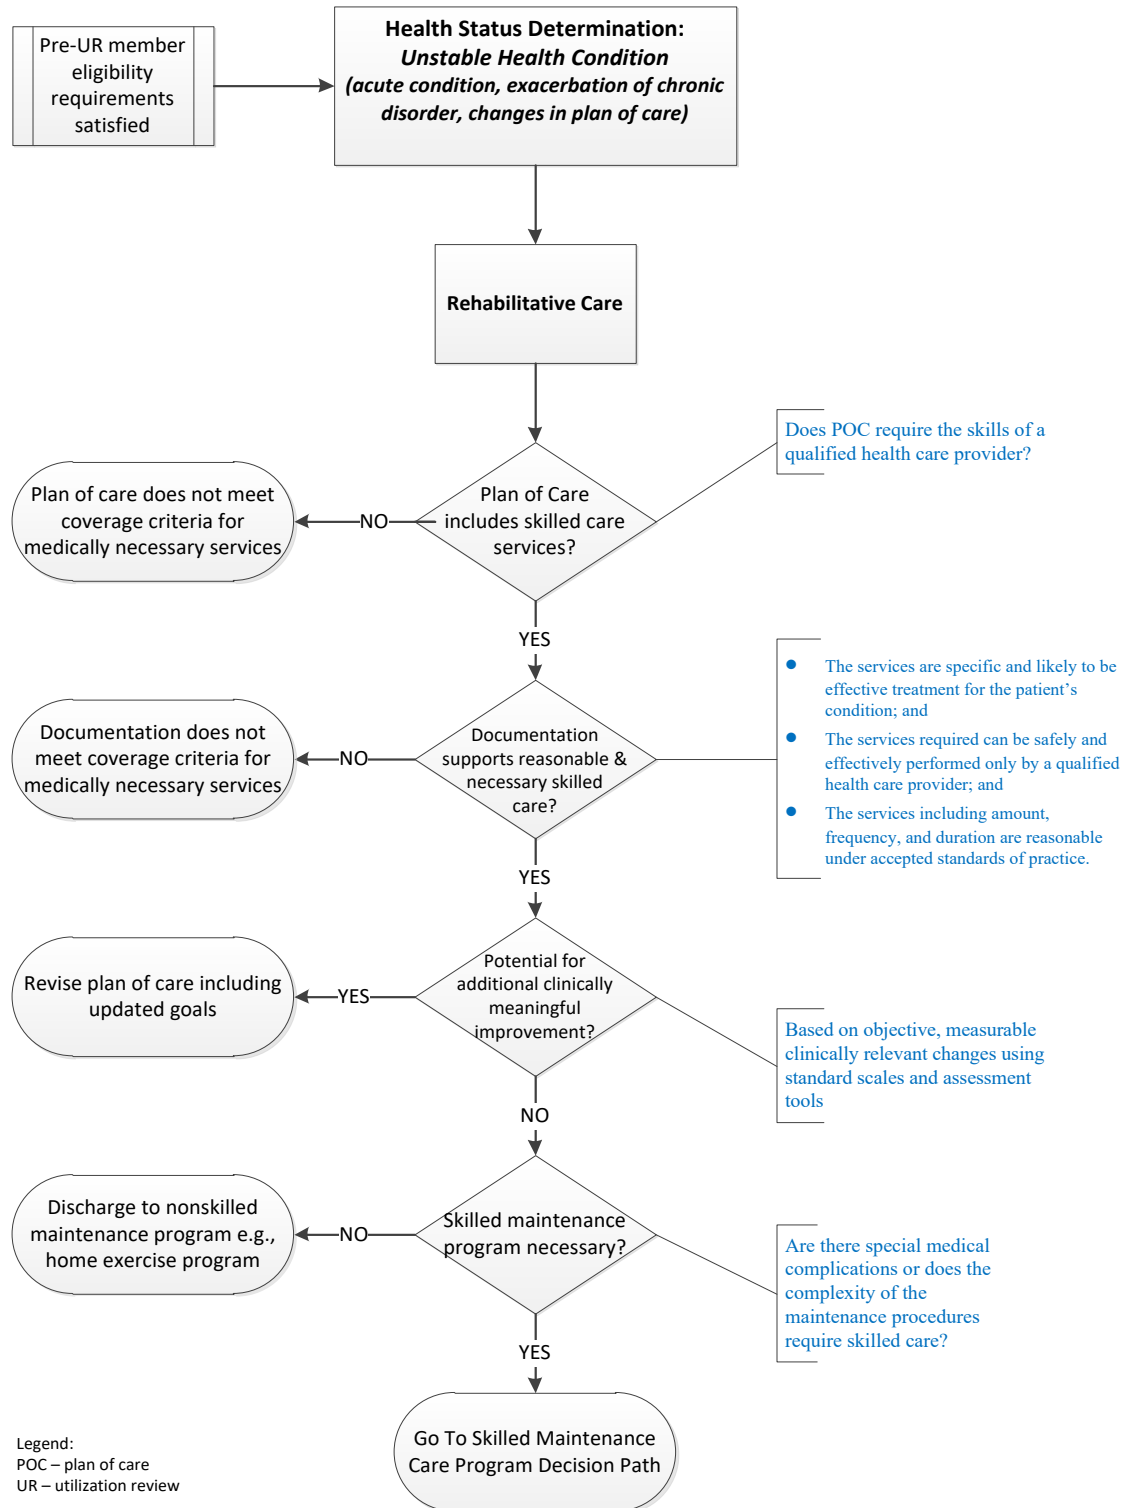 Pre-UR member
eligibility
requirements
satisfied
Health Status Determination:
Unstable Health Condition
(acute condition, exacerbation of chronic
disorder, changes in plan of care)
Rehabilitative Care
Does POC require the skills of a
qualified health care provider?
Plan of Care
includes skilled care
services?
NO
Plan of care does not meet
coverage criteria for
medically necessary services
YES
● The services are specific and likely to be
effective treatment for the patient’s
condition; and
● The services required can be safely and
effectively performed only by a qualified
health care provider; and
● The services including amount,
frequency, and duration are reasonable
under accepted standards of practice.
Documentation
supports reasonable &
necessary skilled
care?
NO
Documentation does not
meet coverage criteria for
medically necessary services
YES
Potential for
additional clinically
meaningful
improvement?
YES
Revise plan of care including
updated goals
Based on objective, measurable
clinically relevant changes using
standard scales and assessment
tools
NO
Skilled maintenance
program necessary?
NO
Discharge to nonskilled
maintenance program e.g.,
home exercise program
Are there special medical
complications or does the
complexity of the
maintenance procedures
require skilled care?
YES
Go To Skilled Maintenance
Care Program Decision Path
Legend:
POC – plan of care
UR – utilization review